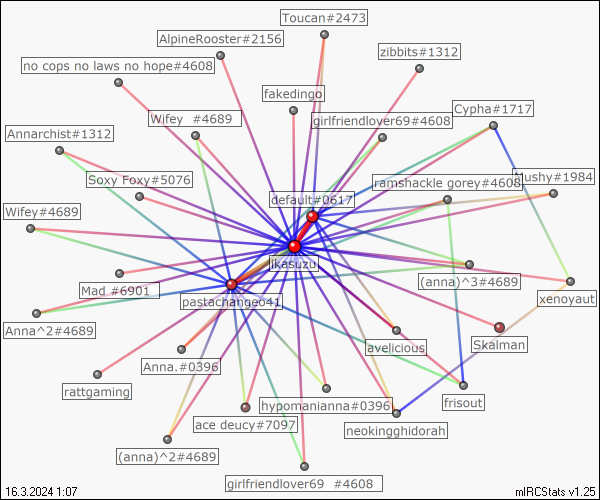 Toucan#2473
AlpineRooster#2156
zibbits#1312
no cops no laws no hope#4608
fakedingo
Cypha#1717
Wifey #4689
girlfriendlover69#4608
Annarchist#1312
Soxy Foxy#5076
ramshackle gorey#4608
Mushy#1984
default#0617
Wifey#4689
ikasuzu
(anna)^3#4689
Mad #6901
xenoyaut
pastachangeo41
Anna^2#4689
avelicious
Skalman
Anna.#0396
rattgaming
hypomanianna#0396
frisout
ace deucy#7097
neokingghidorah
(anna)^2#4689
girlfriendlover69 #4608
16.3.2024 1:07
mIRCStats v1.25